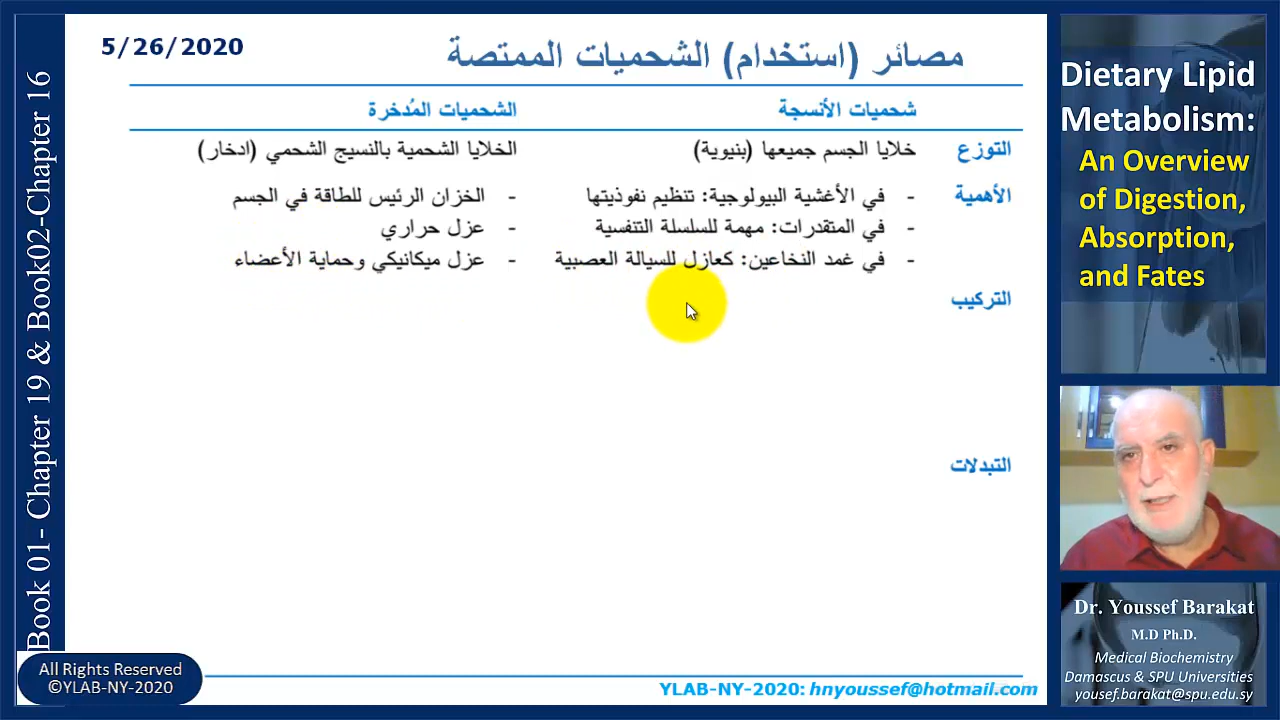 5/26/2020
مصائر (استخدام) الشحميات الممتصة
شحميات الأنسجة
الشحميات المُدخرة
التوزع
خلايا الجسم جميعها (بنيوية)
الخلايا الشحمية بالنسيج الشحمي (ادخار)
الأهمية
- في الأغشية البيولوجية: تنظيم نفوذيتها
- الخزان الرئيس للطاقة في الجسم
- في المتقدرات: مهمة للسلسلة التنفسية
- عزل حراري
- في غمد النخاعين: كعازل للسيالة العصبية
- عزل ميكانيكي وحماية الأعضاء
التركيب
التبدلات
Book 01- Chapter 19 & Book02-Chapter 16
All Rights Reserved
©YLAB-NY-2020
YLAB-NY-2020: hnyoussef@hotmail.com
Dietary Lipid
Metabolism:
An Overview
of Digestion,
Absorption,
and Fates
Dr. Youssef Barakat
M.D Ph.D.
Medical Biochemistry
Damascus & SPU Universities
yousef.barakat@spu.edu.sy